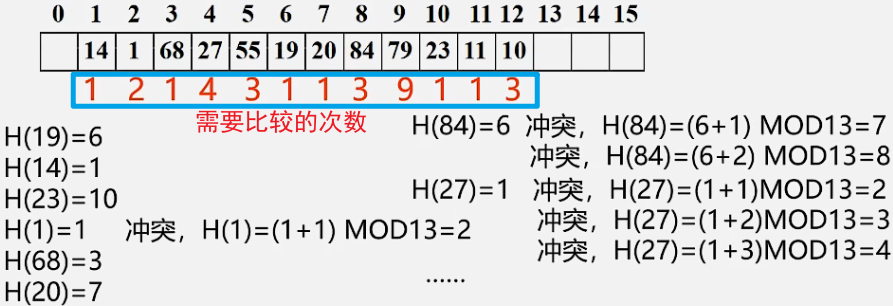 0 1 2 3 4 5 6 7 8 9 10 11 12 13 14 15
14 1 68 27 55 19 20 84 79 23 11 10
1 2 1 4 3 1 1 3 9 1 1 3
需要比较的次数
H(19)=6
H(14)=1
H(23)=10
H(1)=1 冲突，H(1)=(1+1) MOD13=2
H(68)=3
H(20)=7
H(84)=6 冲突，H(84)=(6+1) MOD13=7
冲突，H(84)=(6+2) MOD13=8
H(27)=1 冲突，H(27)=(1+1)MOD13=2
冲突，H(27)=(1+2)MOD13=3
冲突，H(27)=(1+3)MOD13=4
······